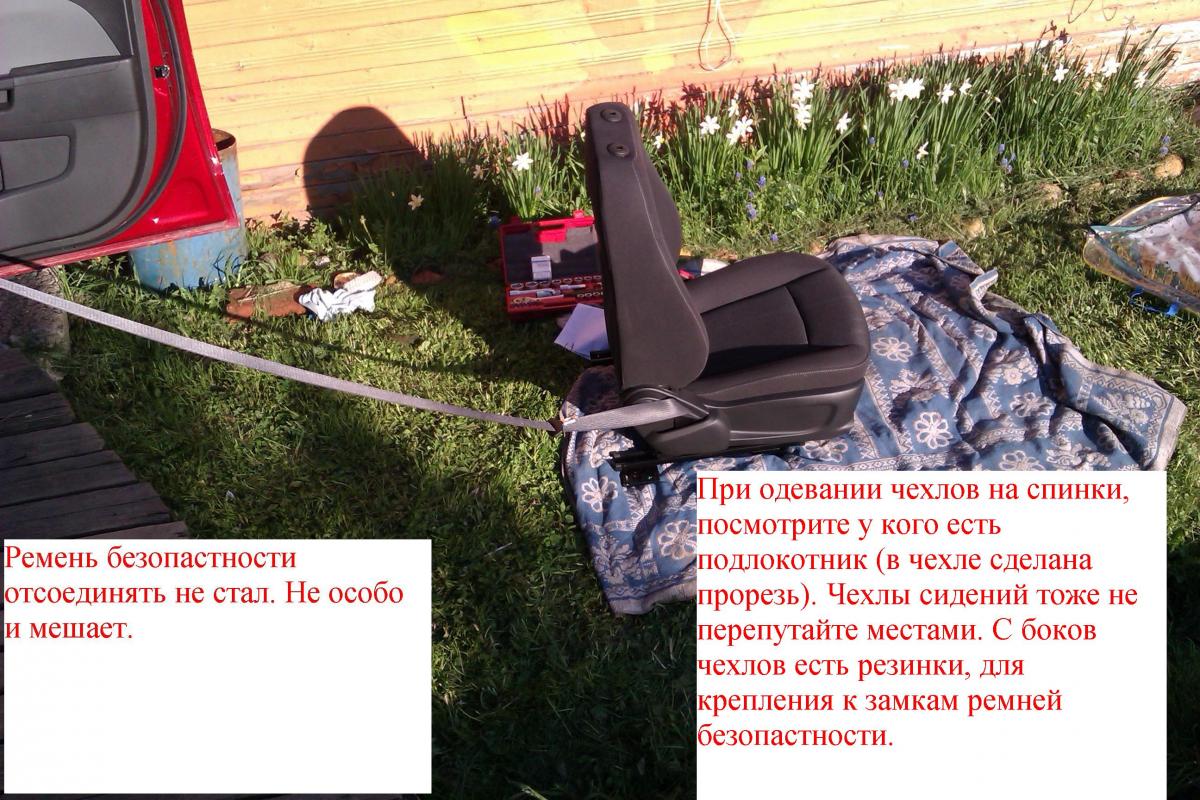 Ремень безопастности
отсоединять не стал. Не особо
и мешает.
При одевании чехлов на спинки,
посмотрите у кого есть
подлокотник (в чехле сделана
прорезь). Чехлы сидений тоже не
перепутайте местами. С боков
чехлов есть резинки, для
крепления к замкам ремней
безопастности.